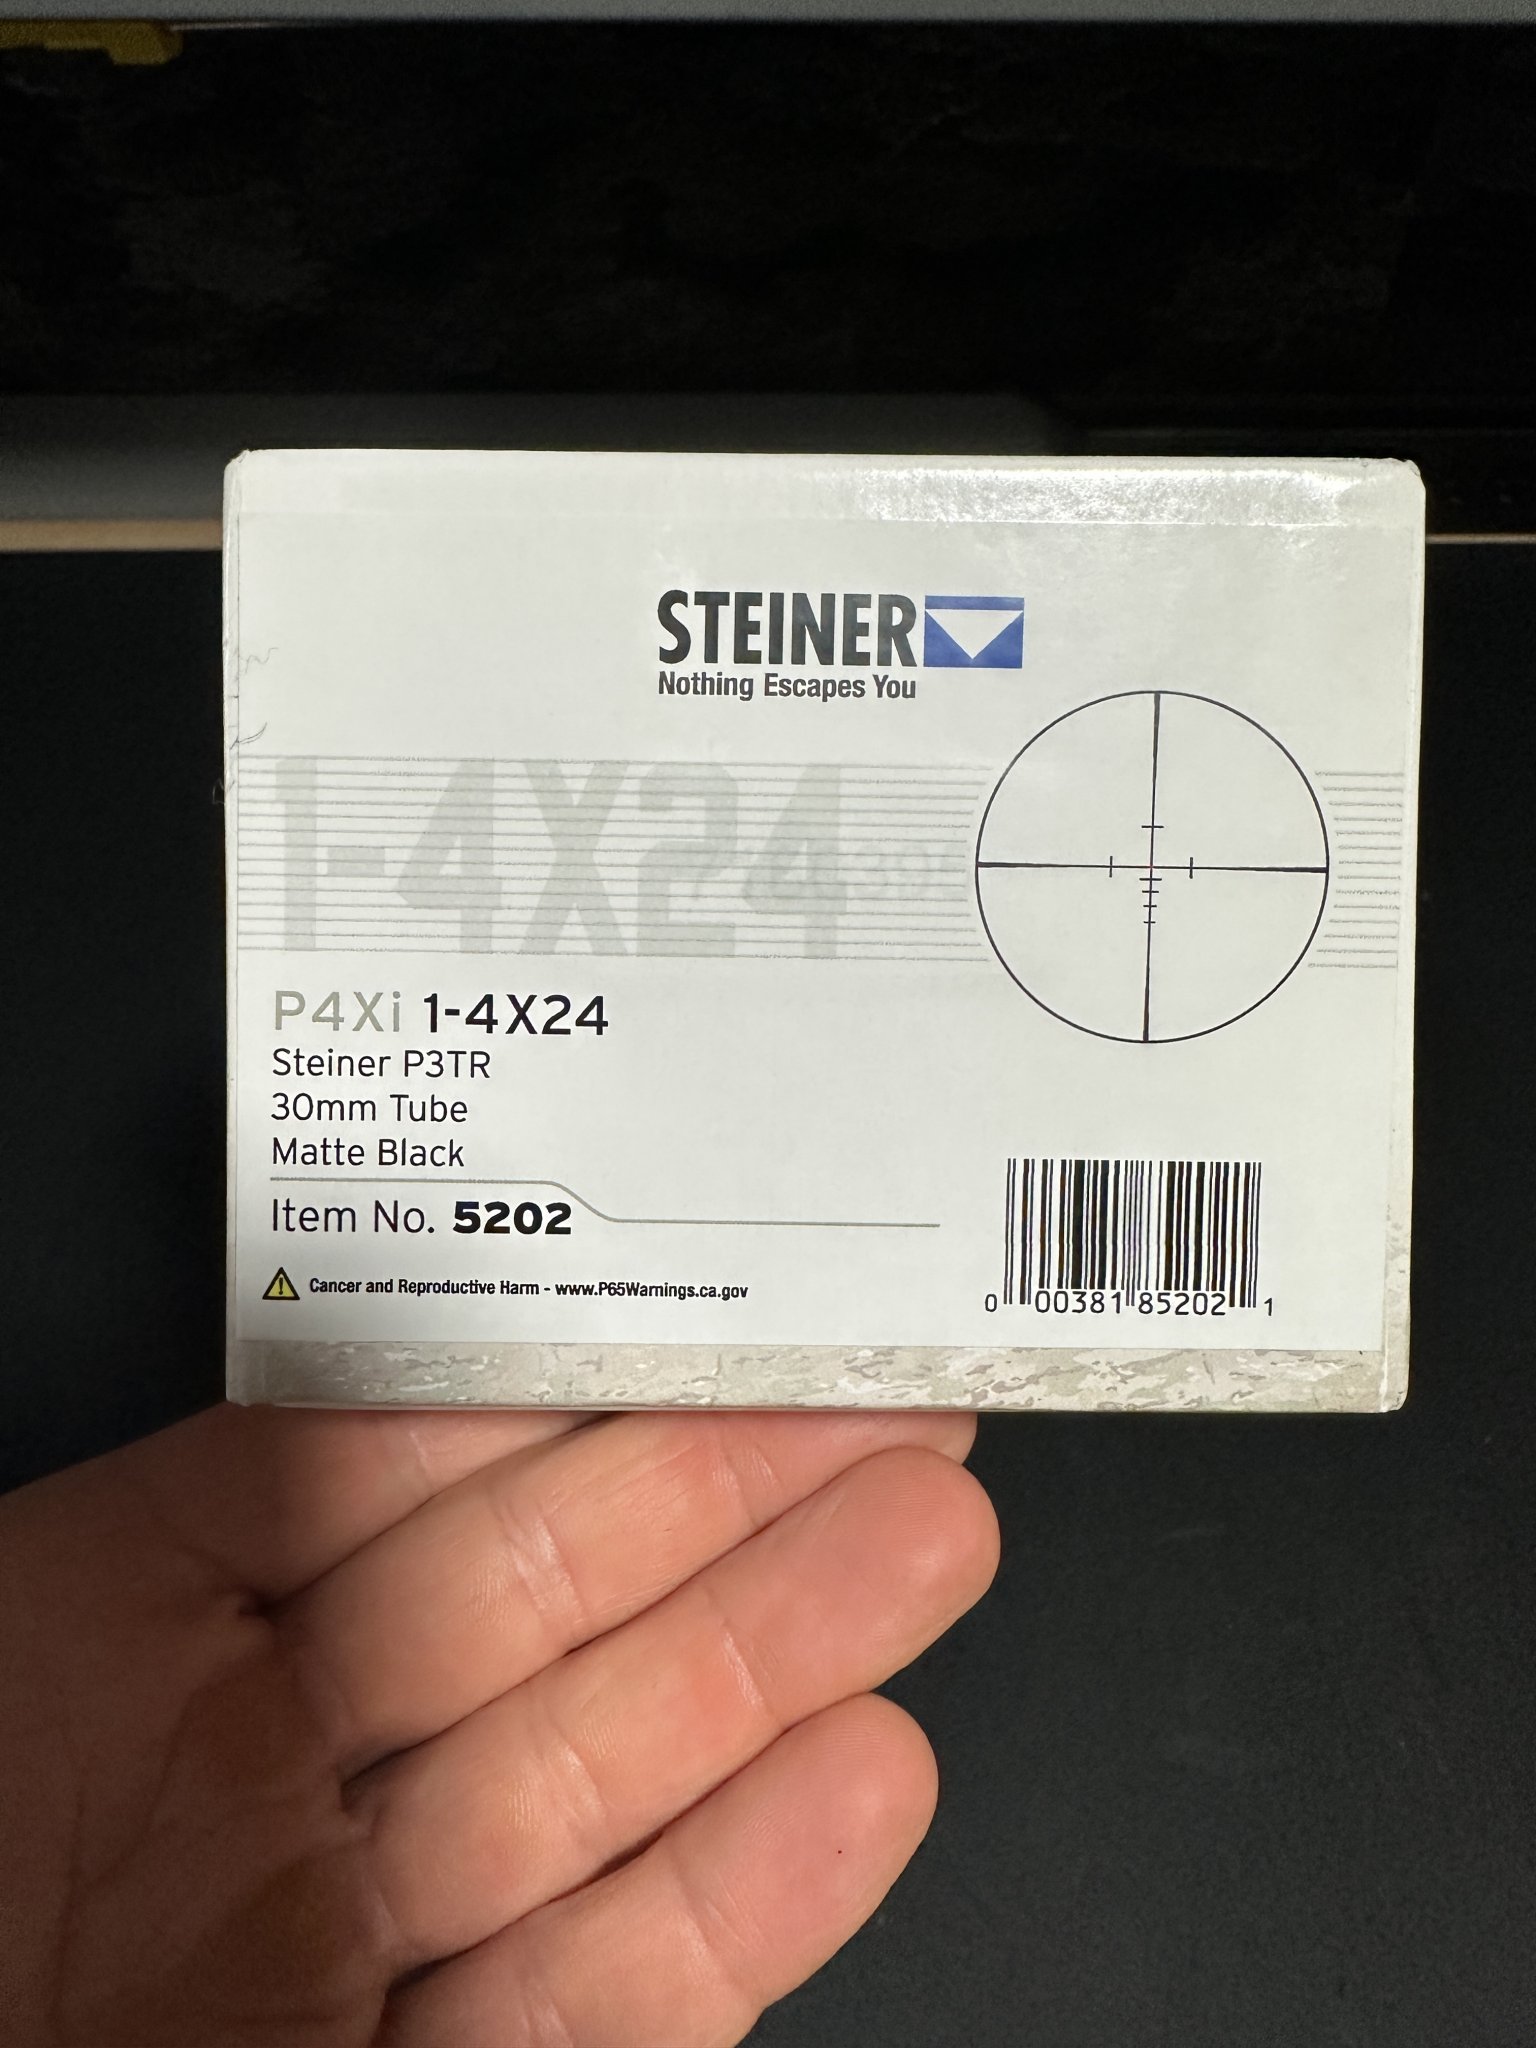 STEINER
Nothing Escapes You
1-4X24
P4Xi 1-4X24
Steiner P3TR
30mm Tube
Matte Black
Item No. 5202
Cancer and Reproductive Harm - www.P65Warnings.ca.gov
0 00381 85202 1